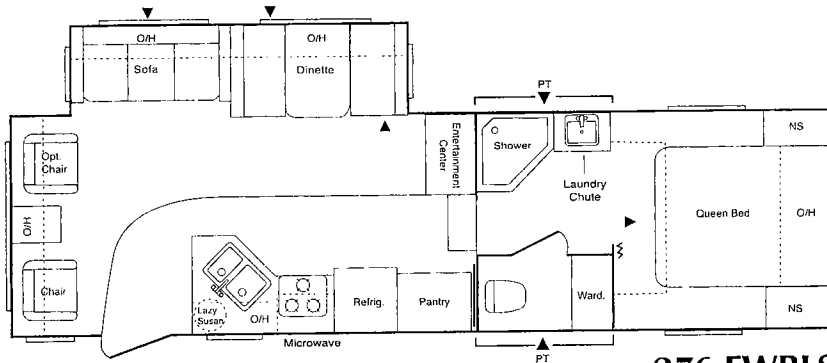 O/H
O/H
Sofa
Dinette
PT
NS
Shower
Entertainment
Center
Opt.
Chair
Laundry
Chute
O/H
Queen Bed
O/H
Chair
Lazy
Susan
O/H
Refrig.
Pantry
Ward.
NS
Microwave
PT